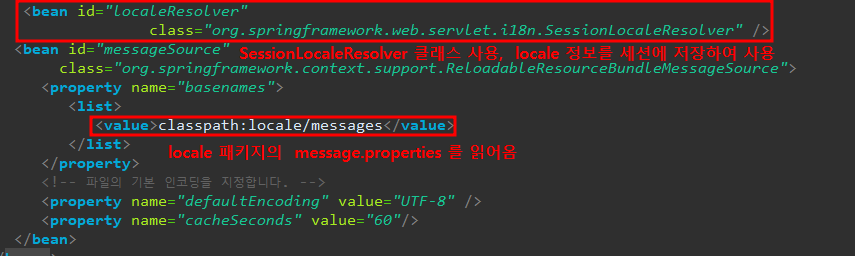 <bean id="localeResolver"
class="org.springframework.web.servlet.i18n.SessionLocaleResolver" />
<bean id="messageSource" SessionLocaleResolver 클래스 사용, locale 정보를 세션에 저장하여 사용
class="org.springframework.context.support.ReloadableResourceBundleMessageSource">
<property name="basenames">
<list>
<value>classpath:locale/messages</value>
</list> locale 패키지의 message.properties 를 읽어옴
</property>
<!-- 파일의 기본 인코딩을 지정합니다. -->
<property name="defaultEncoding" value="UTF-8" />
<property name="cacheSeconds" value="60"/>
</bean>